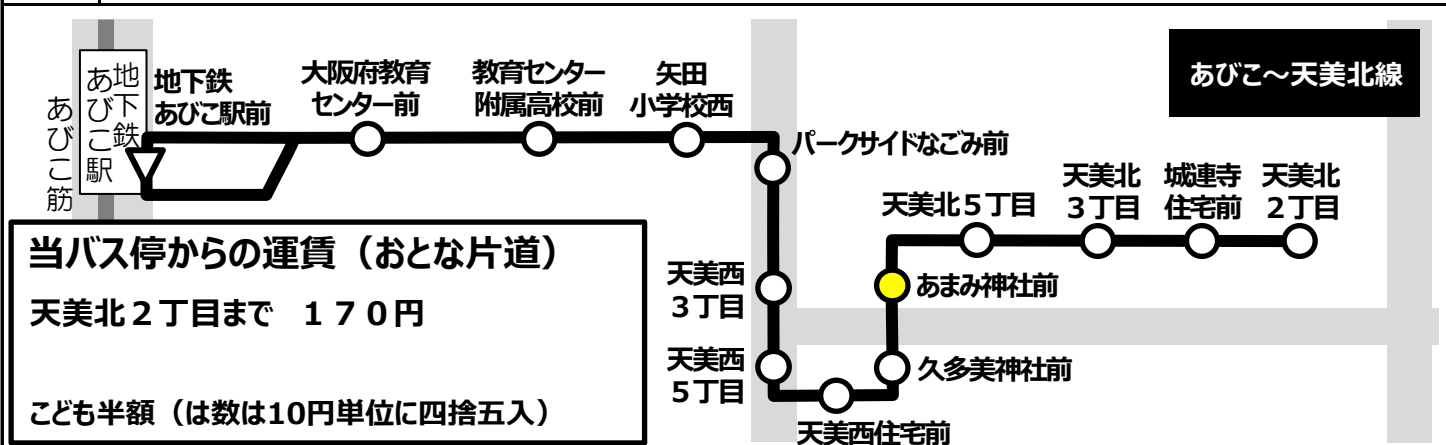 あびこ筋
地下鉄
あびこ駅
地下鉄
あびこ駅前
大阪府教育
センター前
教育センター
附属高校前
矢田
小学校西
あびこ～天美北線
パークサイドなごみ前
天美北５丁目
天美北
３丁目
城連寺
住宅前
天美北
２丁目
天美西
３丁目
あまみ神社前
天美西
５丁目
久多美神社前
天美西住宅前
当バス停からの運賃（おとな片道）
天美北２丁目まで　１７０円
こども半額（は数は10円単位に四捨五入）